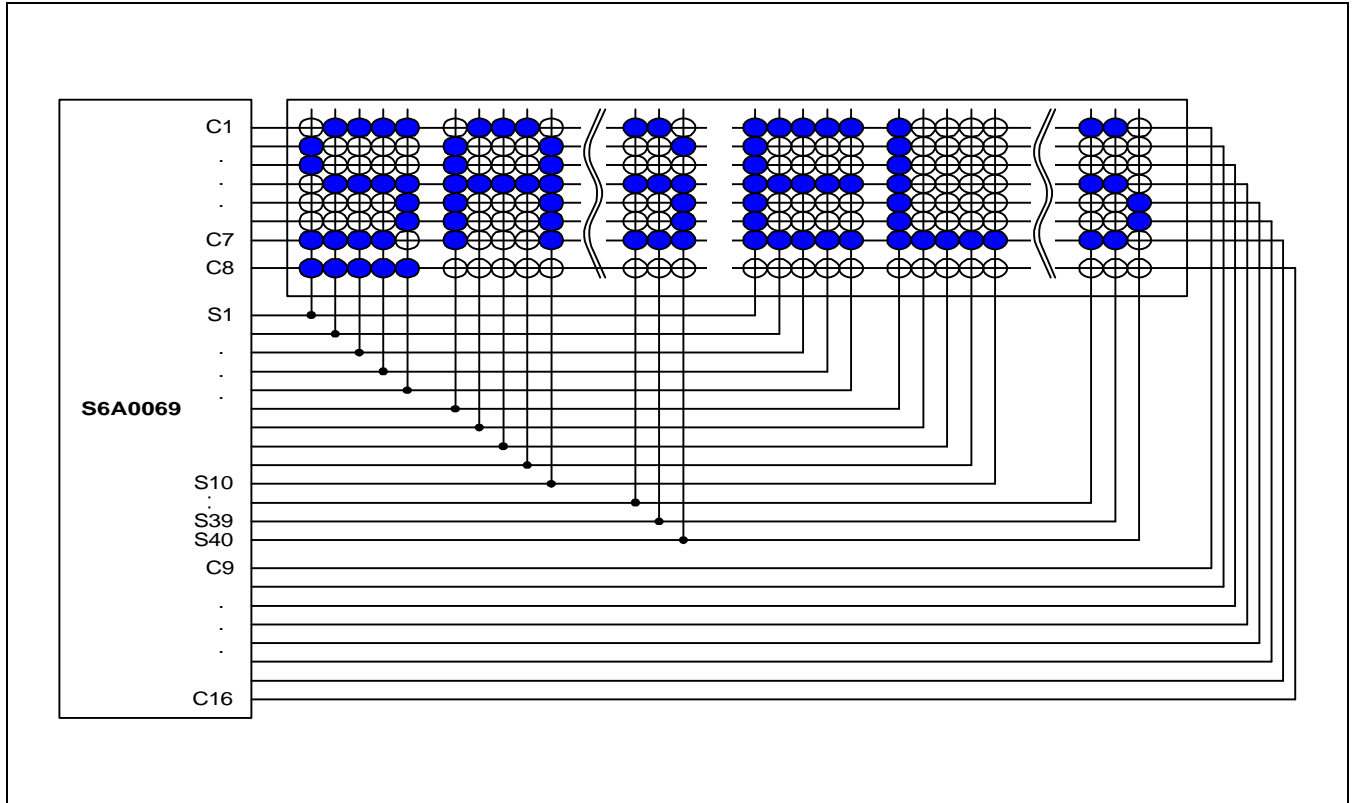 C1
.
.
.
C7
C8
S1
.
.
.
S6A0069
S10
.
.
S39
S40
C9
.
.
.
C16